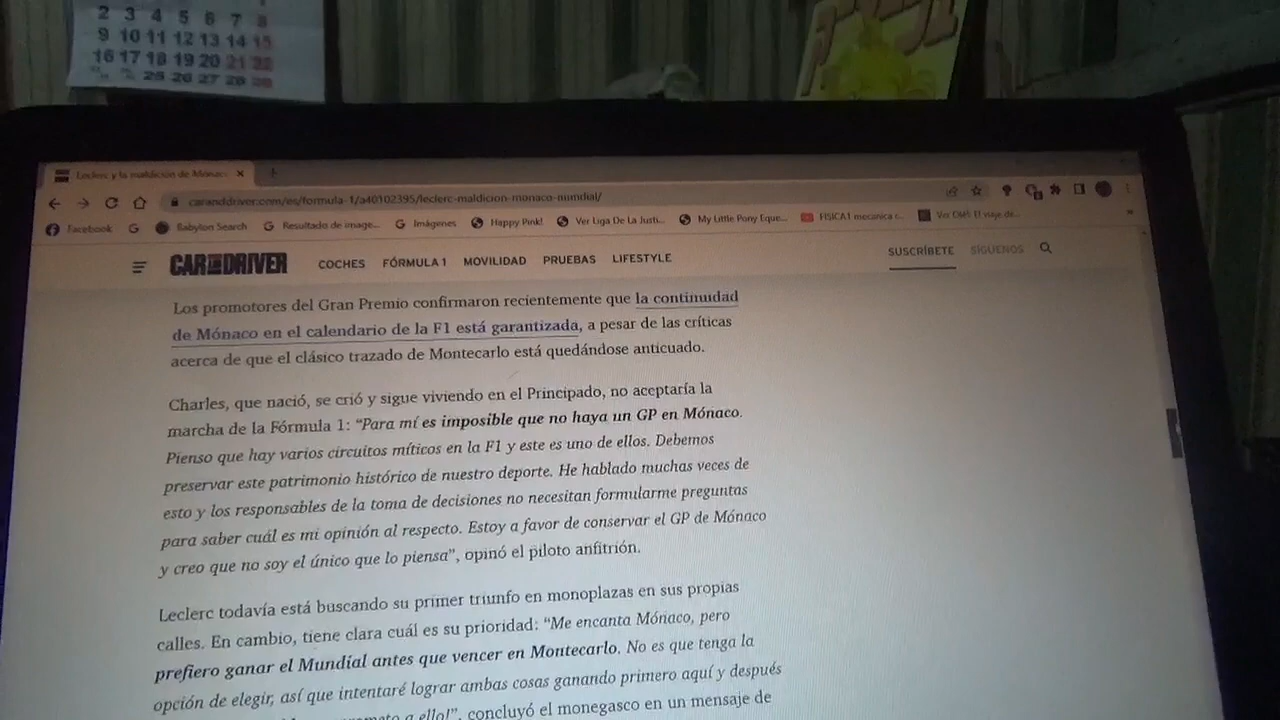 2 3 4 5 6 7 8
9 10 11 12 13 14 15
16 17 18 19 20 21 22
25 26 27 28
Leclerc y la maldición de Mónac
caranddriver.com/es/formula-1/a40102395/leclerc-maldicion-monaco-mundial/
Facebook Babylon Search Resultado de image... Imágenes Happy Pink! Ver Liga De La Justi... My Little Pony Eque... FISICA1 mecanica c... Ver DMI: El viaje de...
CAR AND DRIVER COCHES FÓRMULA 1 MOVILIDAD PRUEBAS LIFESTYLE SUSCRÍBETE SÍGUENOS
Los promotores del Gran Premio confirmaron recientemente que la continuidad
de Mónaco en el calendario de la F1 está garantizada, a pesar de las críticas
acerca de que el clásico trazado de Montecarlo está quedándose anticuado.
Charles, que nació, se crió y sigue viviendo en el Principado, no aceptaría la
marcha de la Fórmula 1: “Para mí es imposible que no haya un GP en Mónaco.
Pienso que hay varios circuitos míticos en la F1 y este es uno de ellos. Debemos
preservar este patrimonio histórico de nuestro deporte. He hablado muchas veces de
esto y los responsables de la toma de decisiones no necesitan formularme preguntas
para saber cuál es mi opinión al respecto. Estoy a favor de conservar el GP de Mónaco
y creo que no soy el único que lo piensa”, opinó el piloto anfitrión.
Leclerc todavía está buscando su primer triunfo en monoplazas en sus propias
calles. En cambio, tiene clara cuál es su prioridad: “Me encanta Mónaco, pero
prefiero ganar el Mundial antes que vencer en Montecarlo. No es que tenga la
opción de elegir, así que intentaré lograr ambas cosas ganando primero aquí y después
a ello!”, concluyó el monegasco en un mensaje de